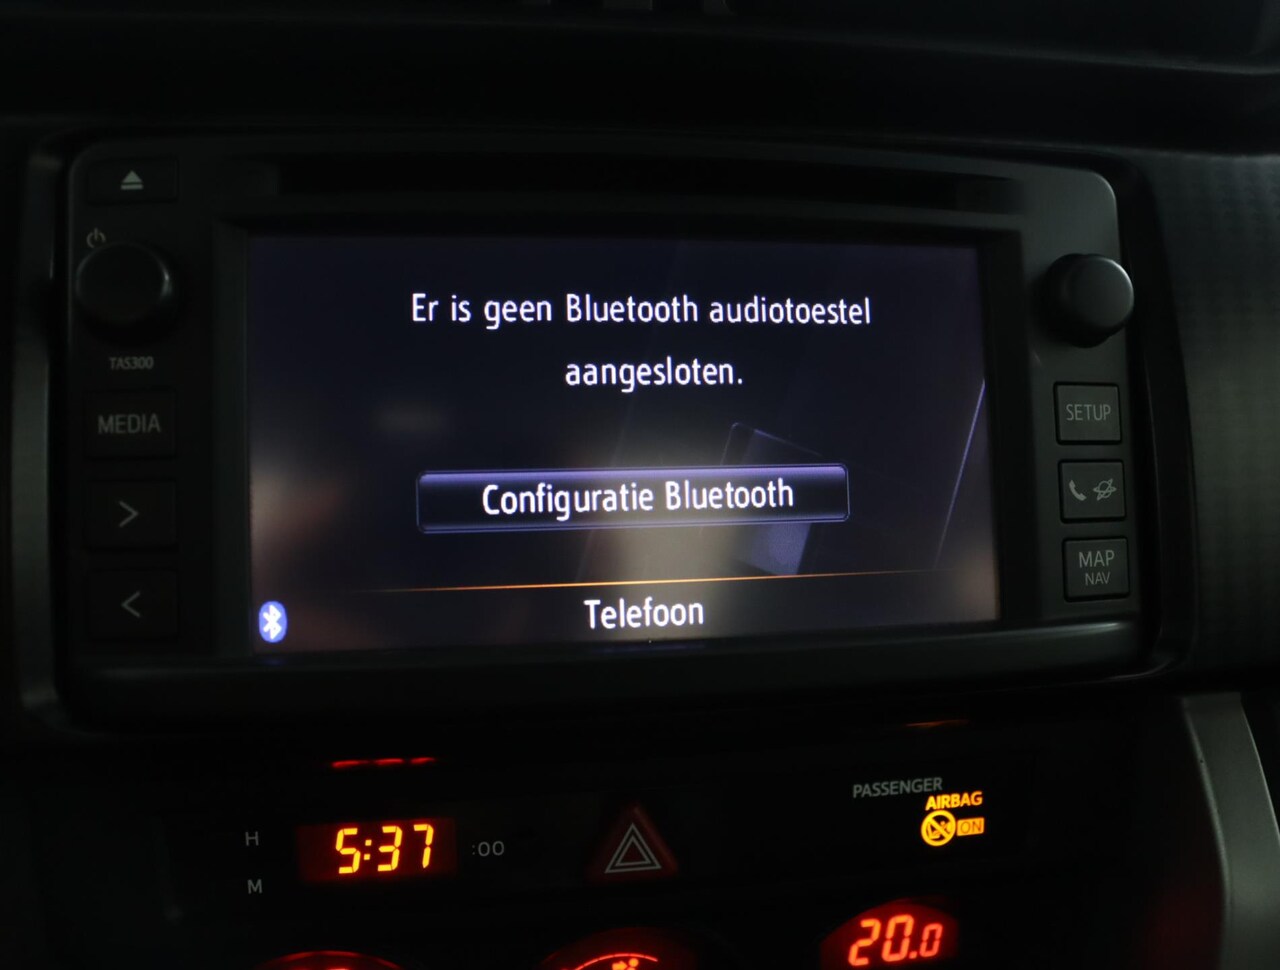 TAS300
MEDIA
Er is geen Bluetooth audiotoestel
aangesloten.
Configuratie Bluetooth
Telefoon
SETUP
MAP
NAV
PASSENGER
AIRBAG
ON
H
5:37
:00
M
20.0